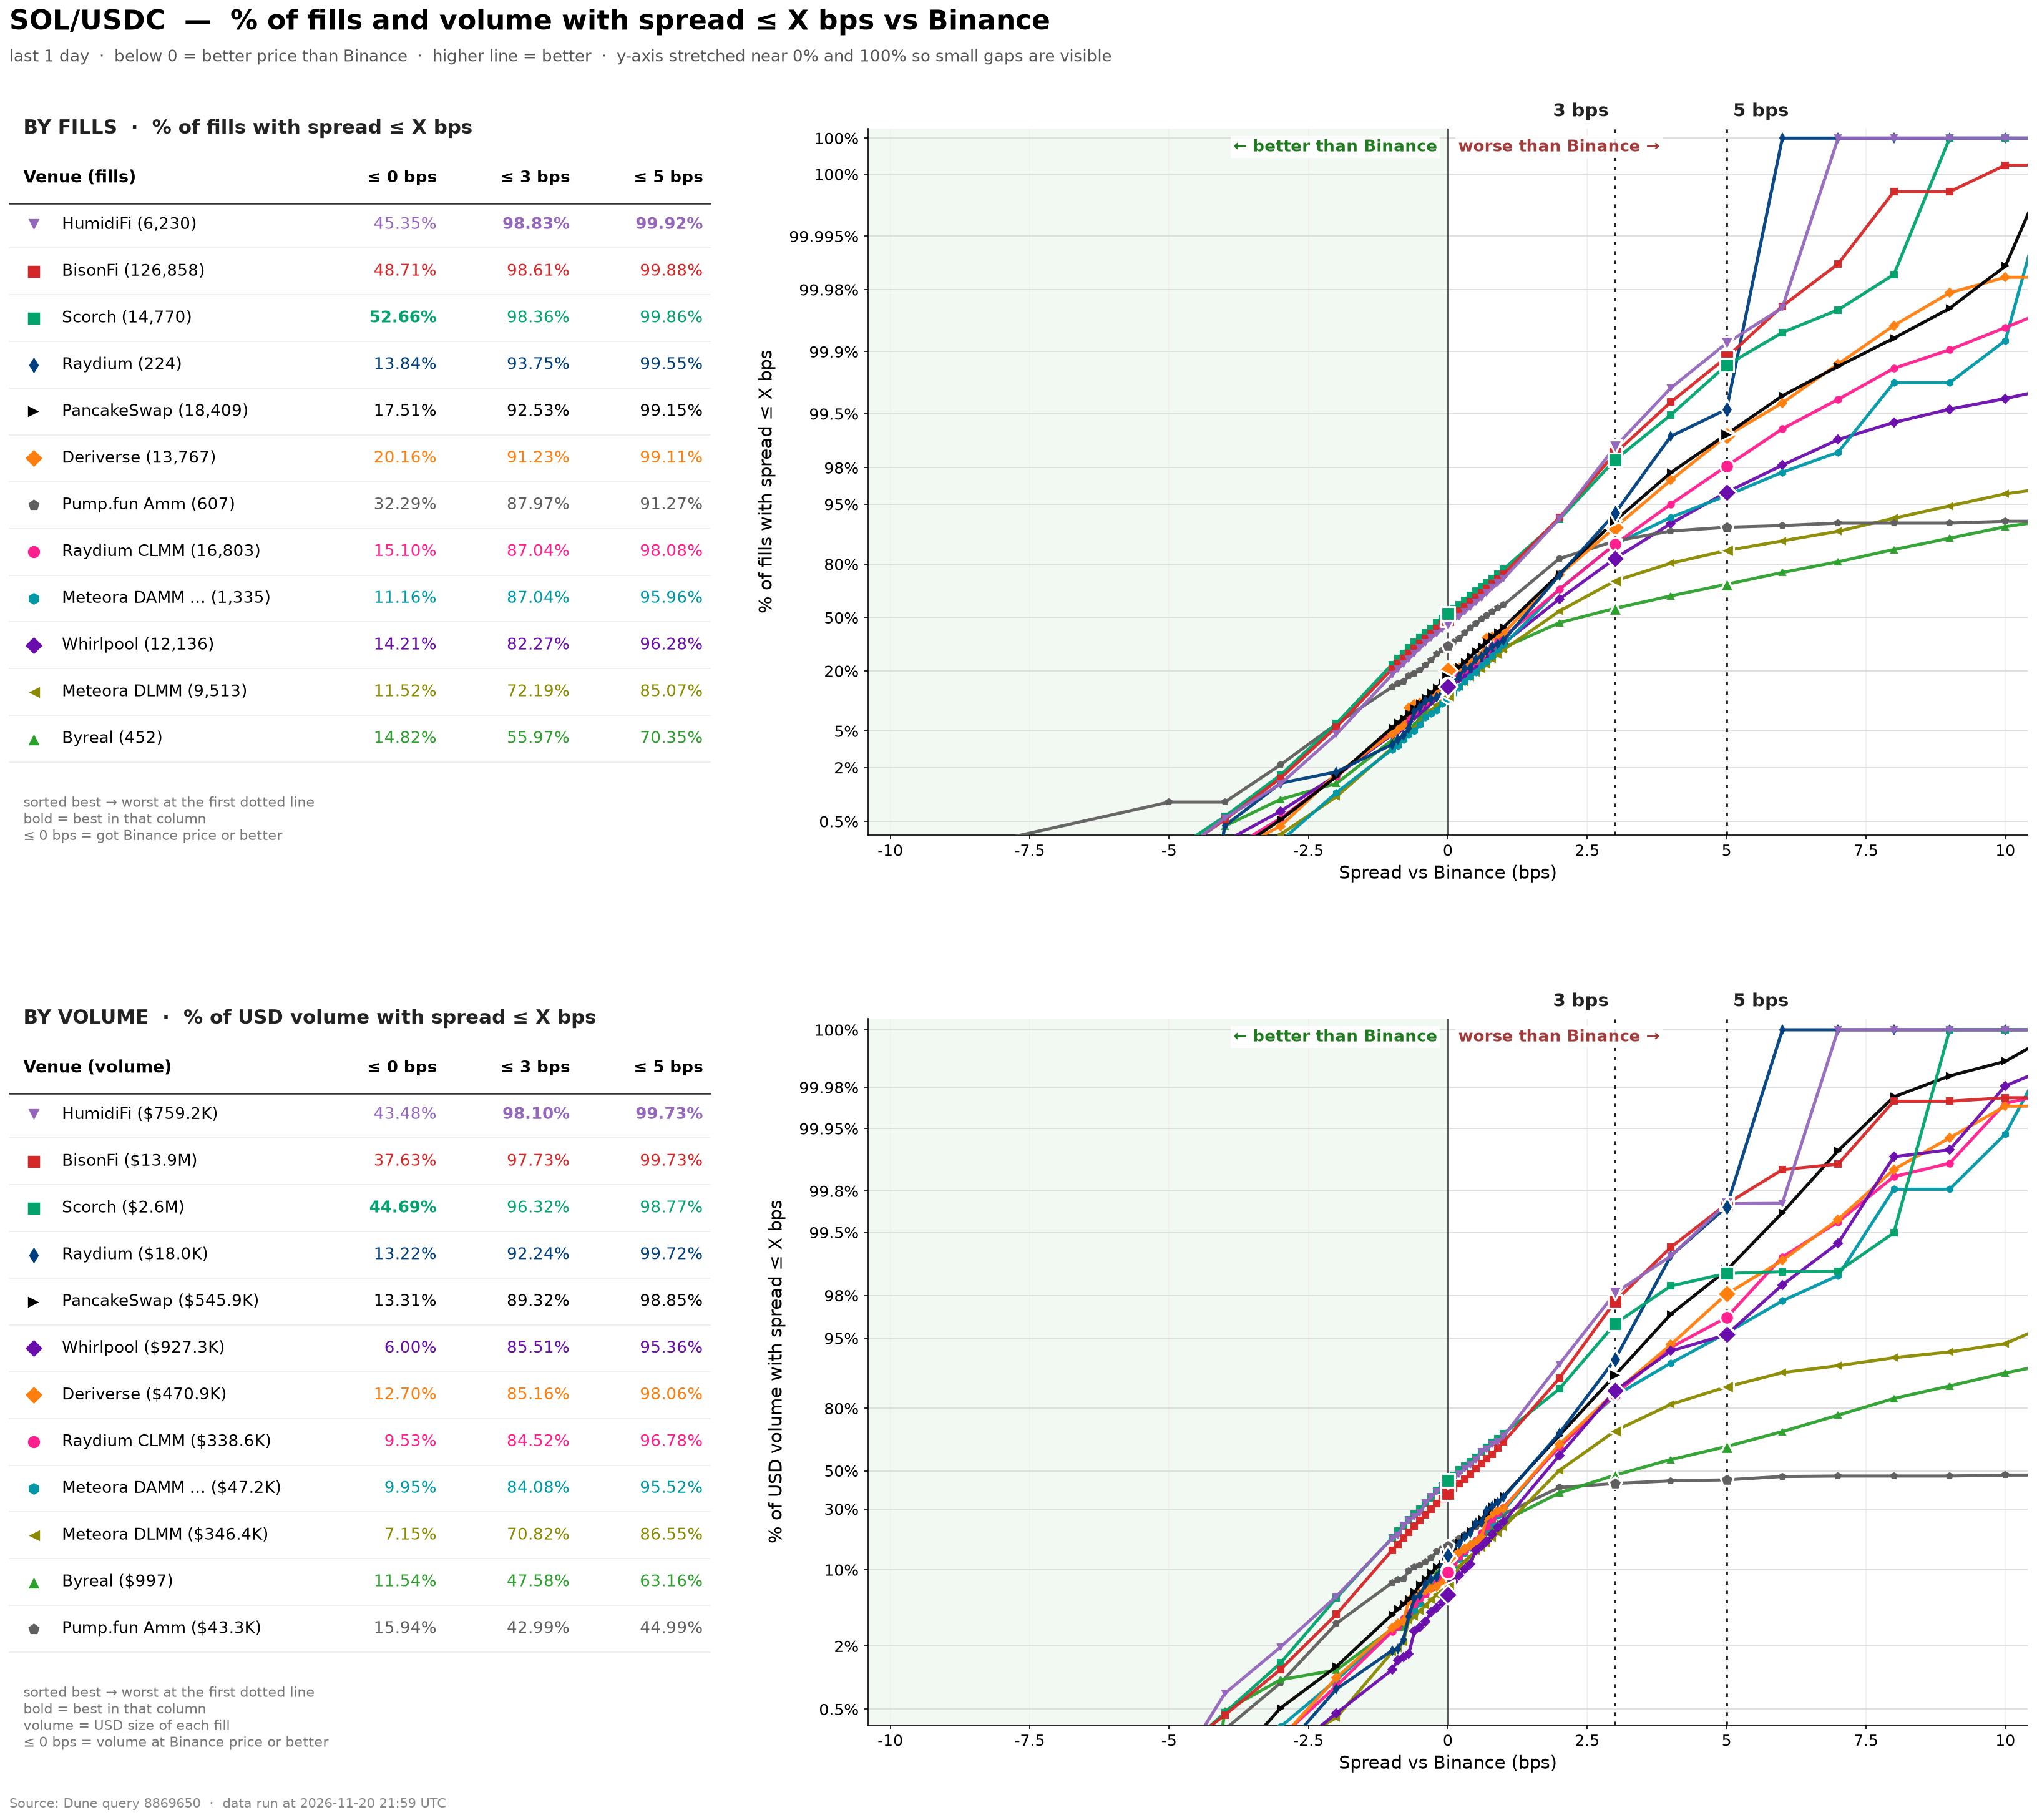 SOL/USDC — % of fills and volume with spread ≤ X bps vs Binance
last 1 day · below 0 = better price than Binance · higher line = better · y-axis stretched near 0% and 100% so small gaps are visible
BY FILLS · % of fills with spread ≤ X bps
Venue (fills) ≤ 0 bps ≤ 3 bps ≤ 5 bps
HumidiFi (6,230) 45.35% 98.83% 99.92%
BisonFi (126,858) 48.71% 98.61% 99.88%
Scorch (14,770) 52.66% 98.36% 99.86%
Raydium (224) 13.84% 93.75% 99.55%
PancakeSwap (18,409) 17.51% 92.53% 99.15%
Deriverse (13,767) 20.16% 91.23% 99.11%
Pump.fun Amm (607) 32.29% 87.97% 91.27%
Raydium CLMM (16,803) 15.10% 87.04% 98.08%
Meteora DAMM ... (1,335) 11.16% 87.04% 95.96%
Whirlpool (12,136) 14.21% 82.27% 96.28%
Meteora DLMM (9,513) 11.52% 72.19% 85.07%
Byreal (452) 14.82% 55.97% 70.35%
sorted best → worst at the first dotted line
bold = best in that column
≤ 0 bps = got Binance price or better
3 bps 5 bps
← better than Binance worse than Binance →
% of fills with spread ≤ X bps
100%
100%
99.995%
99.98%
99.9%
99.5%
98%
95%
80%
50%
20%
5%
2%
0.5%
-10 -7.5 -5 -2.5 0 2.5 5 7.5 10
Spread vs Binance (bps)
BY VOLUME · % of USD volume with spread ≤ X bps
Venue (volume) ≤ 0 bps ≤ 3 bps ≤ 5 bps
HumidiFi ($759.2K) 43.48% 98.10% 99.73%
BisonFi ($13.9M) 37.63% 97.73% 99.73%
Scorch ($2.6M) 44.69% 96.32% 98.77%
Raydium ($18.0K) 13.22% 92.24% 99.72%
PancakeSwap ($545.9K) 13.31% 89.32% 98.85%
Whirlpool ($927.3K) 6.00% 85.51% 95.36%
Deriverse ($470.9K) 12.70% 85.16% 98.06%
Raydium CLMM ($338.6K) 9.53% 84.52% 96.78%
Meteora DAMM ... ($47.2K) 9.95% 84.08% 95.52%
Meteora DLMM ($346.4K) 7.15% 70.82% 86.55%
Byreal ($997) 11.54% 47.58% 63.16%
Pump.fun Amm ($43.3K) 15.94% 42.99% 44.99%
sorted best → worst at the first dotted line
bold = best in that column
volume = USD size of each fill
≤ 0 bps = volume at Binance price or better
3 bps 5 bps
← better than Binance worse than Binance →
% of USD volume with spread ≤ X bps
100%
99.98%
99.95%
99.8%
99.5%
98%
95%
80%
50%
30%
10%
2%
0.5%
-10 -7.5 -5 -2.5 0 2.5 5 7.5 10
Spread vs Binance (bps)
Source: Dune query 8869650 · data run at 2026-11-20 21:59 UTC